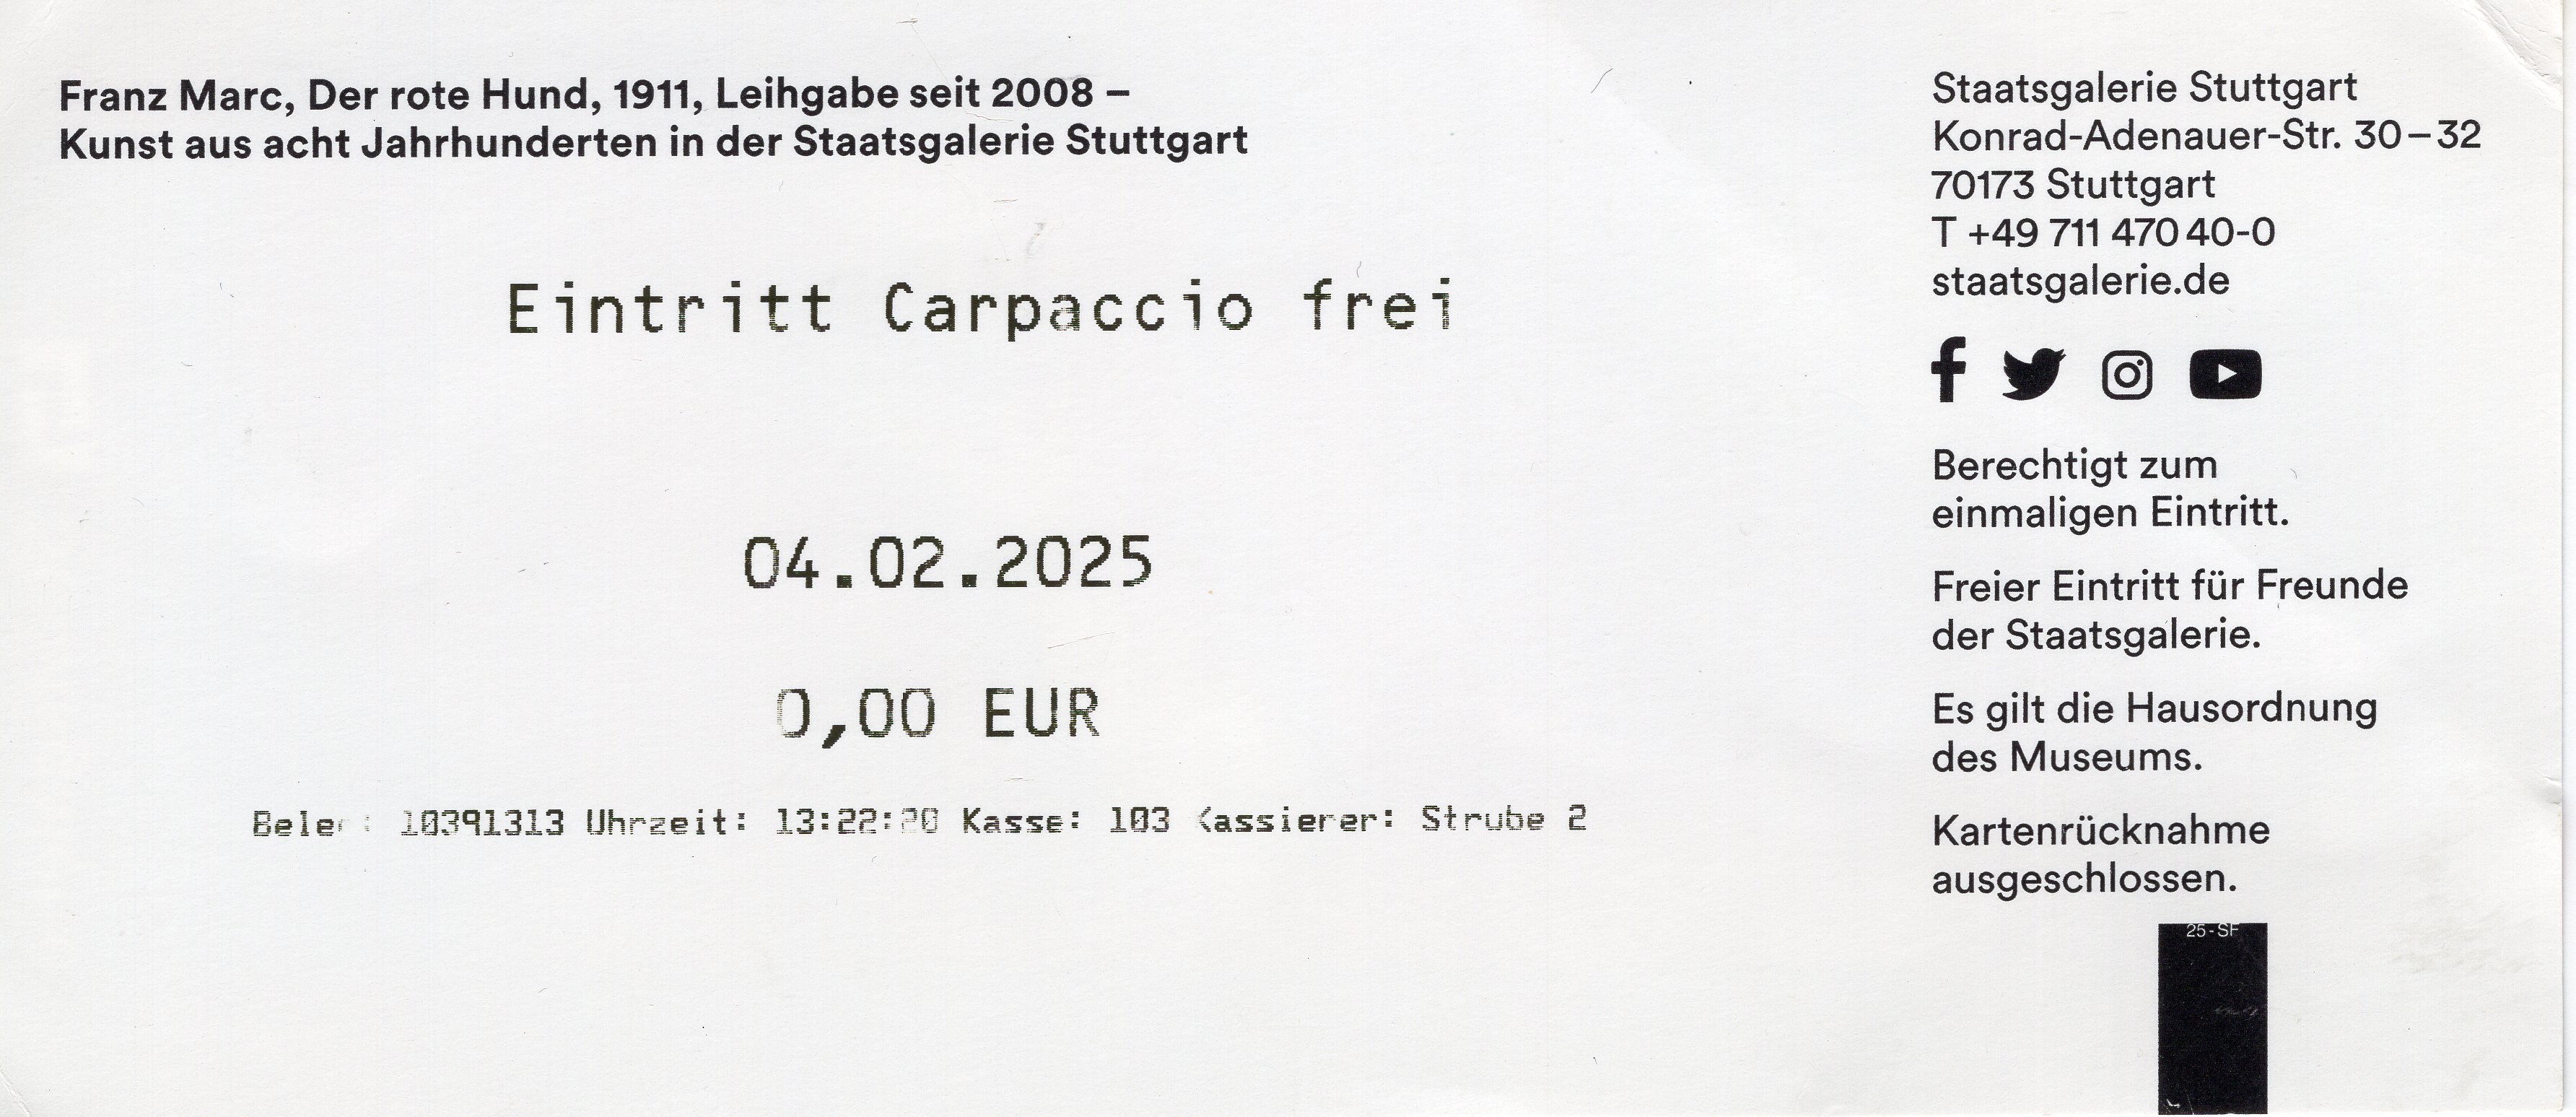 Franz Marc, Der rote Hund, 1911, Leihgabe seit 2008 –
Kunst aus acht Jahrhunderten in der Staatsgalerie Stuttgart
Eintritt Carpaccio frei
04.02.2025
0,00 EUR
Beleg: 10391313 Uhrzeit: Kasse: 103 Kassierer: Strube 2
Staatsgalerie Stuttgart
Konrad-Adenauer-Str. 30–32
70173 Stuttgart
T +49 711 470 40-0
staatsgalerie.de
Berechtigt zum
einmaligen Eintritt.
Freier Eintritt für Freunde
der Staatsgalerie.
Es gilt die Hausordnung
des Museums.
Kartenrücknahme
ausgeschlossen.
25-SF